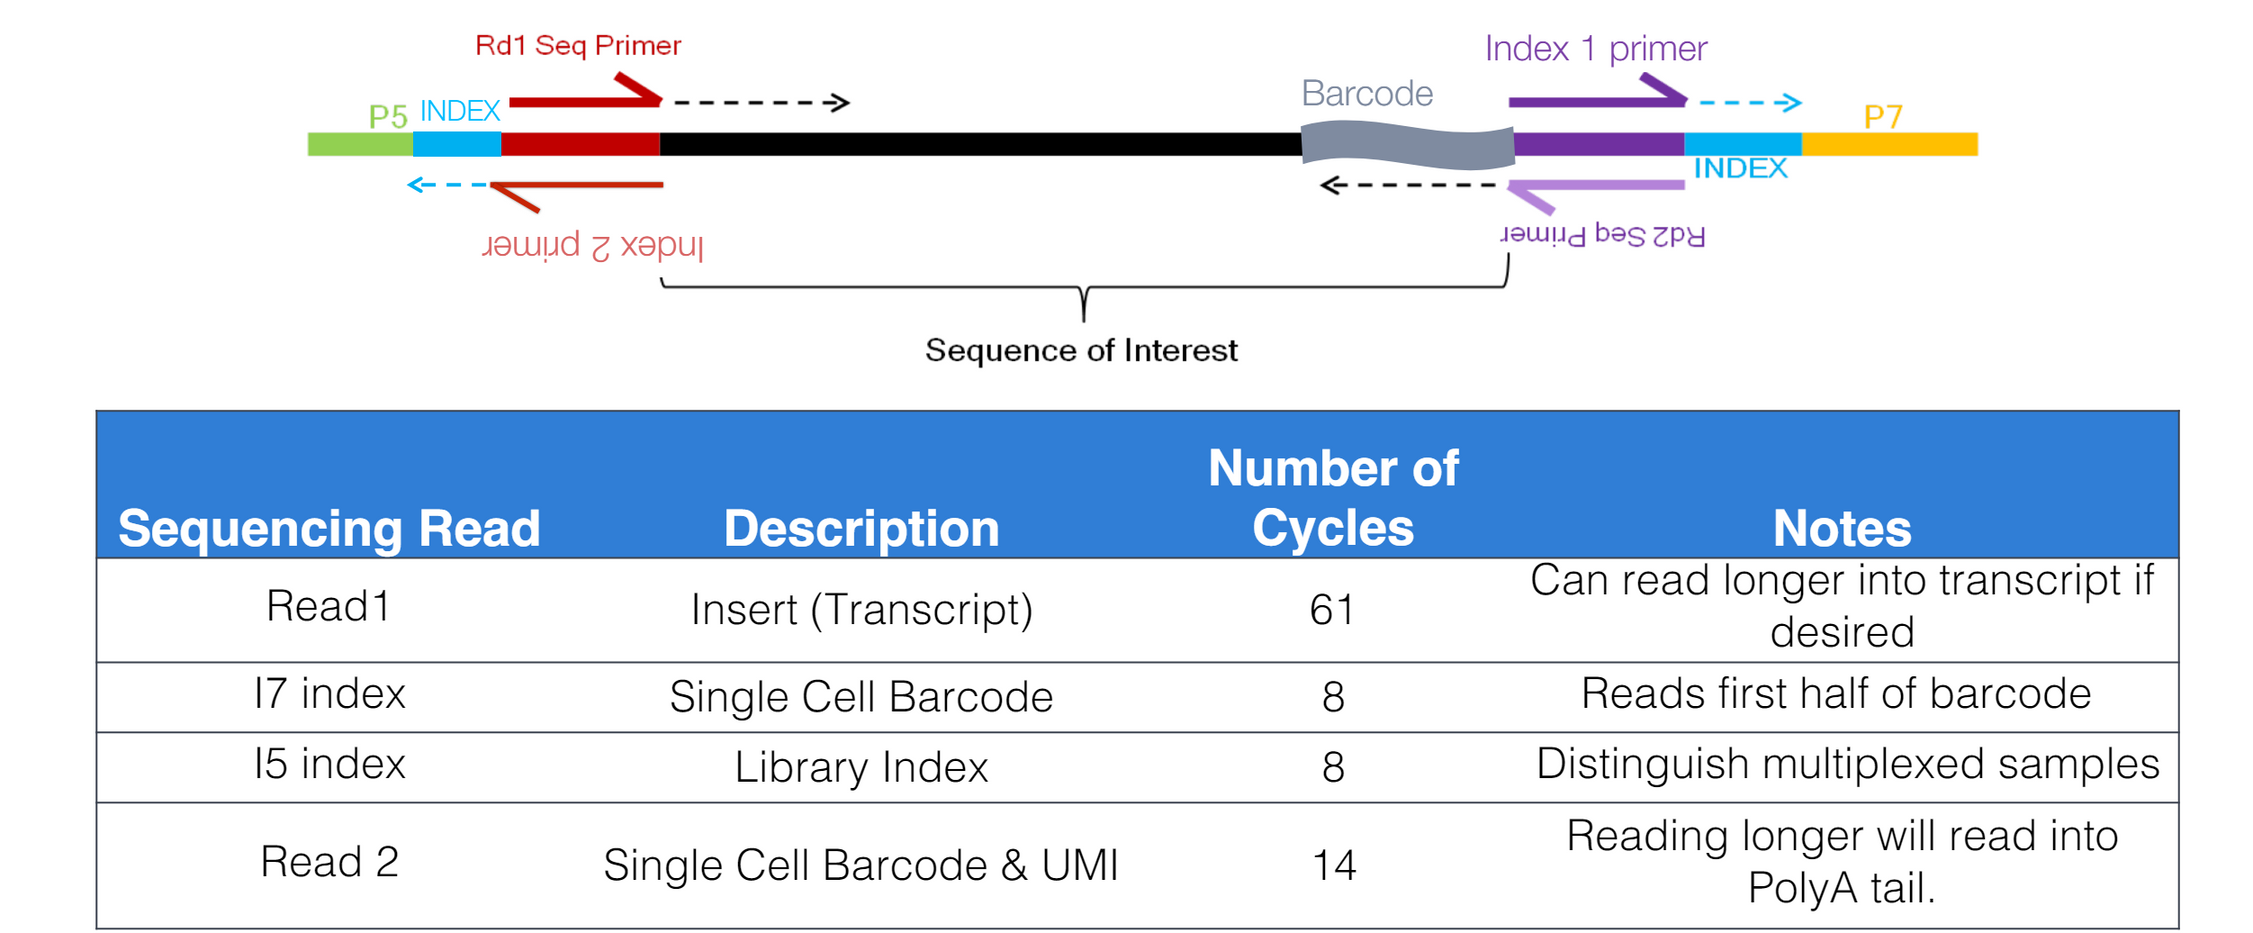 Rd1 Seq Primer
Index 1 primer
P5
INDEX
Barcode
P7
INDEX
Index 2 primer
Rd2 Seq Primer
Sequence of Interest
Sequencing Read
Description
Number of
Cycles
Notes
Read1
Insert (Transcript)
61
Can read longer into transcript if
desired
I7 index
Single Cell Barcode
8
Reads first half of barcode
I5 index
Library Index
8
Distinguish multiplexed samples
Read 2
Single Cell Barcode & UMI
14
Reading longer will read into
PolyA tail.